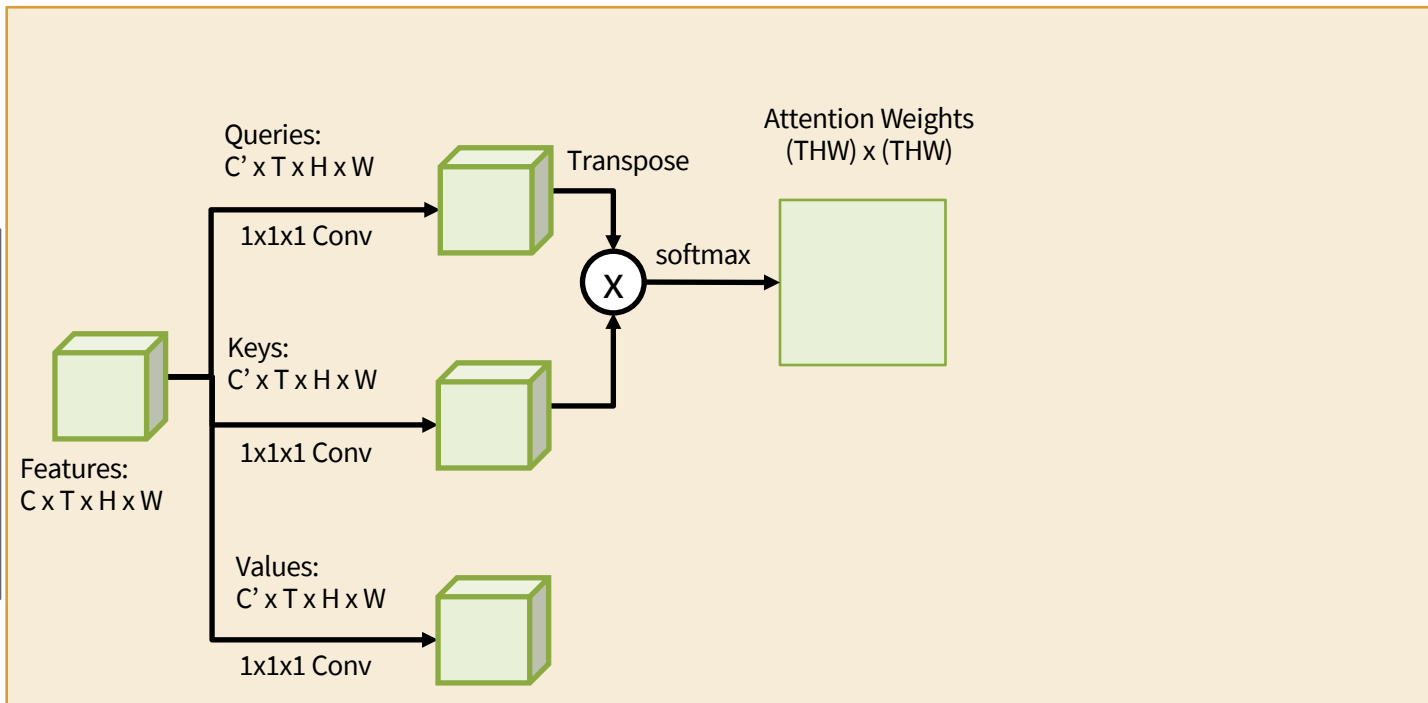 Queries:
C’ x T x H x W
Transpose
Attention Weights
(THW) x (THW)
1x1x1 Conv
softmax
X
Keys:
C’ x T x H x W
1x1x1 Conv
Features:
C x T x H x W
Values:
C’ x T x H x W
1x1x1 Conv